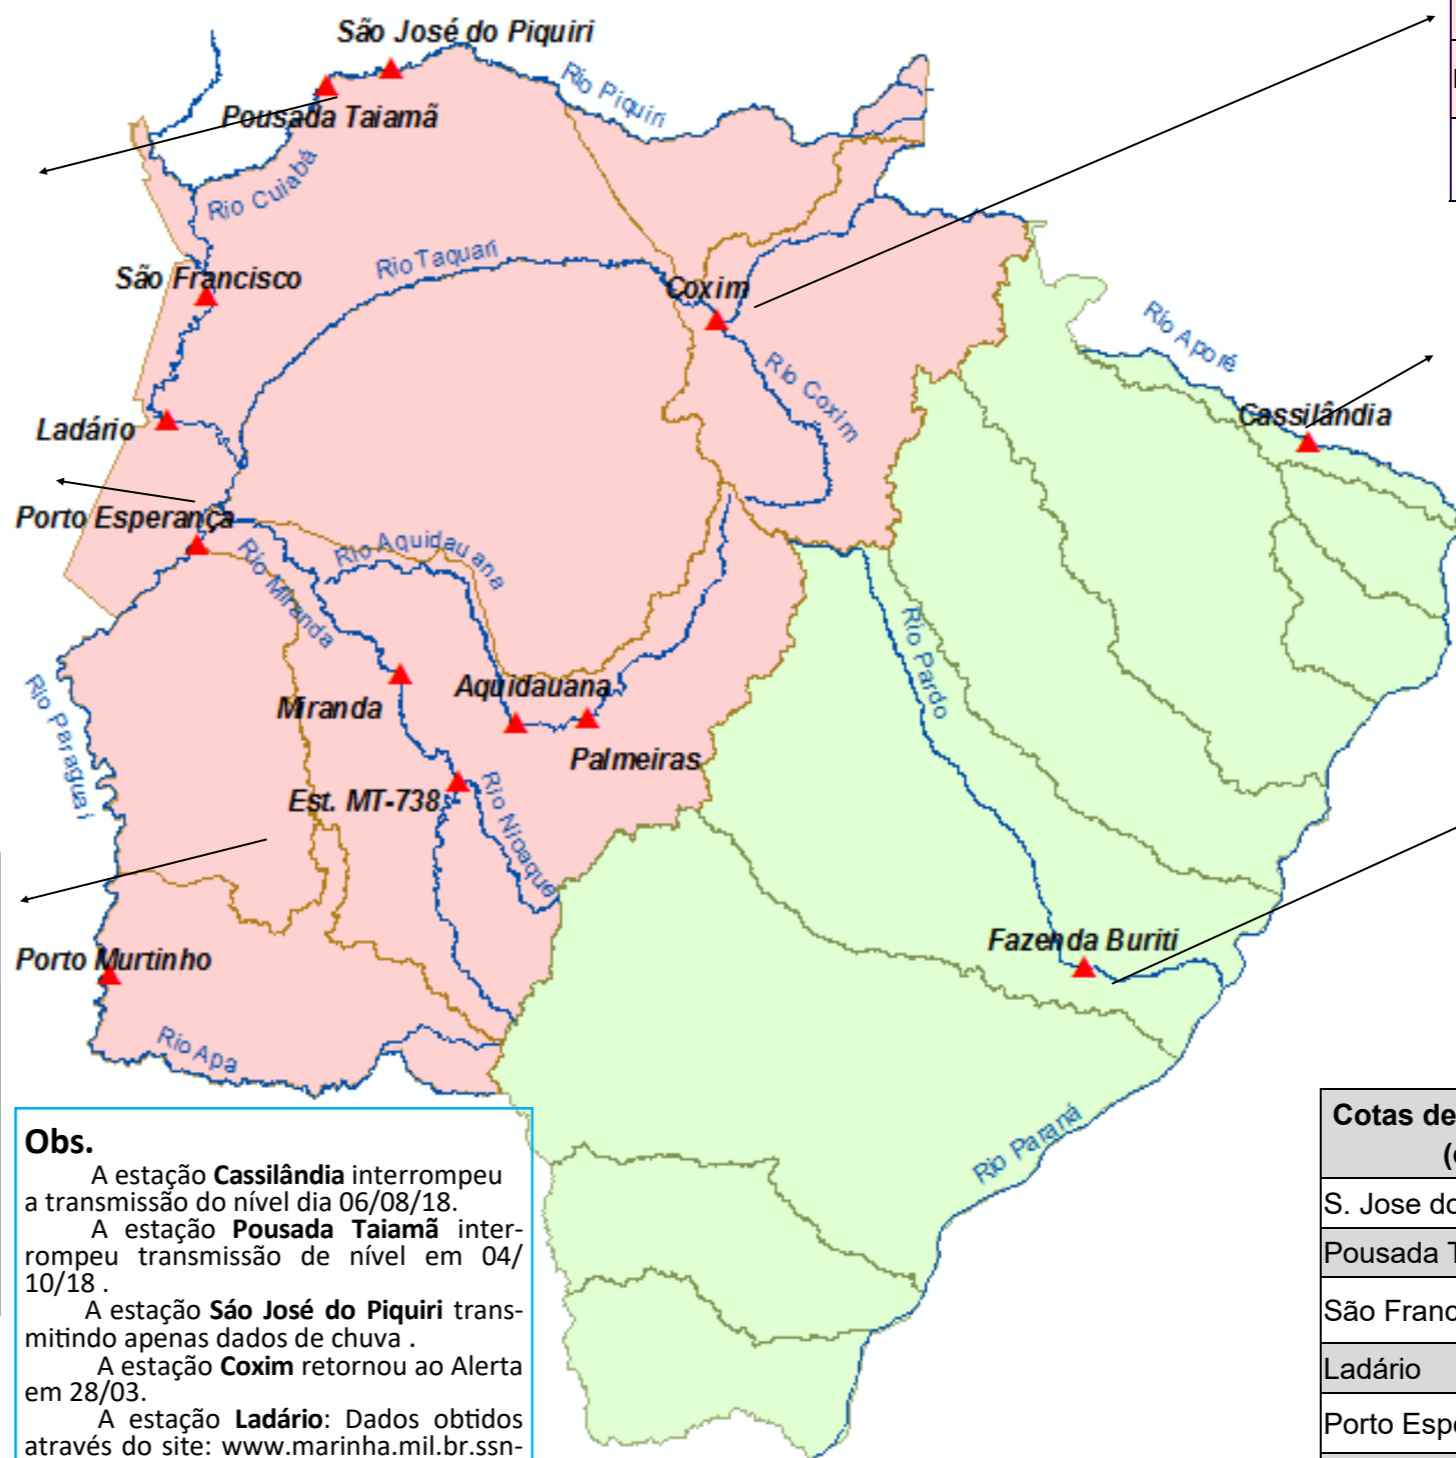 São José do Piquiri
Rio Piquiri
Pousada Taiamã
Rio Cuiabá
Rio Taquari
São Francisco
Coxim
Rio Aporé
Rio Coxim
Cassilândia
Ladário
Porto Esperança
Rio Aquidauana
Rio Miranda
Rio Pardo
Rio Paraguai
Aquidauana
Miranda
Palmeiras
Est. MT-738
Rio Nioaque
Fazenda Buriti
Porto Murtinho
Rio Apa
Rio Paraná
Obs.
A estação Cassilândia interrompeu
a transmissão do nível dia 06/08/18.
A estação Pousada Taiamã inter-
rompeu transmissão de nível em 04/
10/18 .
A estação Sáo José do Piquiri trans-
mitindo apenas dados de chuva .
A estação Coxim retornou ao Alerta
em 28/03.
A estação Ladário: Dados obtidos
através do site: www.marinha.mil.br.ssn-
Cotas de
S. Jose do
Pousada
São Franc
Ladário
Porto Esp